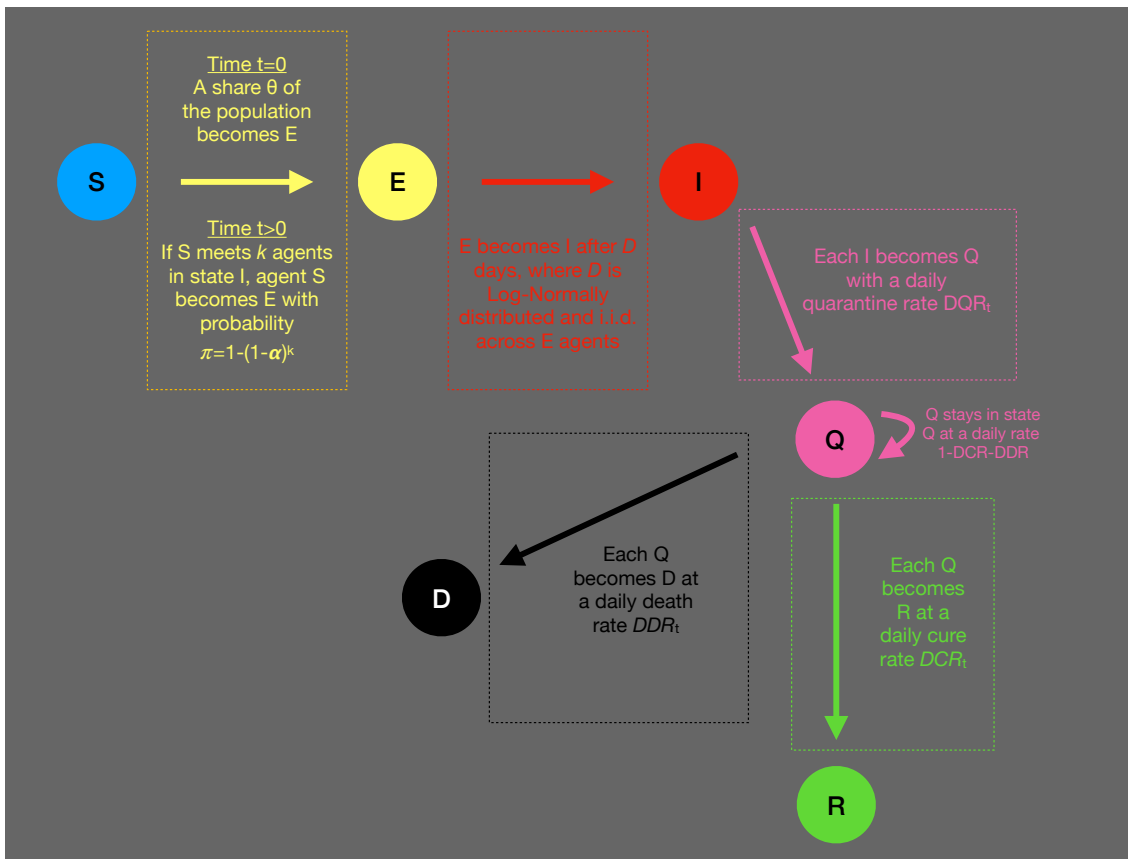 Time t=0
A share θ of
the population
becomes E
S
E
I
Time t>0
If S meets k agents
in state I, agent S
becomes E with
probability
π=1-(1-α)ᵏ
E becomes I after D
days, where D is
Log-Normally
distributed and i.i.d.
across E agents
Each I becomes Q
with a daily
quarantine rate DQRₜ
Q
Q stays in state
Q at a daily rate
1-DCR-DDR
Each Q
becomes D at
a daily death
rate DDRₜ
D
Each Q
becomes
R at a
daily cure
rate DCRₜ
R